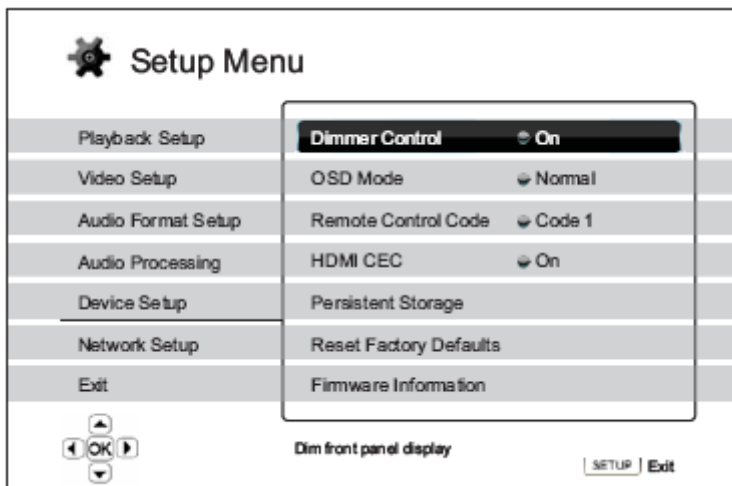 Setup Menu
Playback Setup
Dimmer Control On
Video Setup
OSD Mode Normal
Audio Format Setup
Remote Control Code Code 1
Audio Processing
HDMI CEC On
Device Setup
Persistent Storage
Network Setup
Reset Factory Defaults
Exit
Firmware Information
OK
Dim front panel display
SETUP Exit